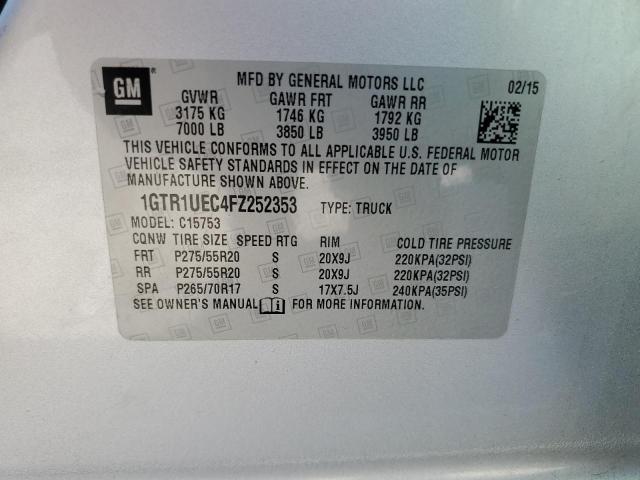 GM
MFD BY GENERAL MOTORS LLC 02/15
GVWR GAWR FRT GAWR RR
3175 KG 1746 KG 1792 KG
7000 LB 3850 LB 3950 LB
THIS VEHICLE CONFORMS TO ALL APPLICABLE U.S. FEDERAL MOTOR
VEHICLE SAFETY STANDARDS IN EFFECT ON THE DATE OF
MANUFACTURE SHOWN ABOVE.
1GTR1UEC4FZ252353 TYPE: TRUCK
MODEL: C15753
CQNW TIRE SIZE SPEED RTG RIM COLD TIRE PRESSURE
FRT P275/55R20 S 20X9J 220KPA(32PSI)
RR P275/55R20 S 20X9J 220KPA(32PSI)
SPA P265/70R17 S 17X7.5J 240KPA(35PSI)
SEE OWNER'S MANUAL FOR MORE INFORMATION.